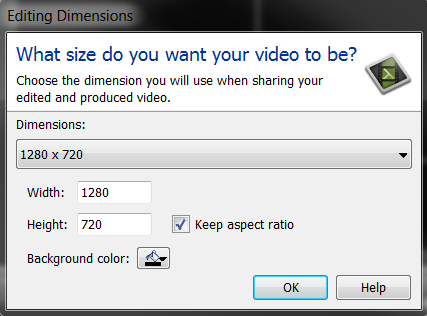 Editing Dimensions
What size do you want your video to be?
Choose the dimension you will use when sharing your
edited and produced video.
Dimensions:
1280 x 720
Width: 1280
Height: 720 Keep aspect ratio
Background color:
OK Help